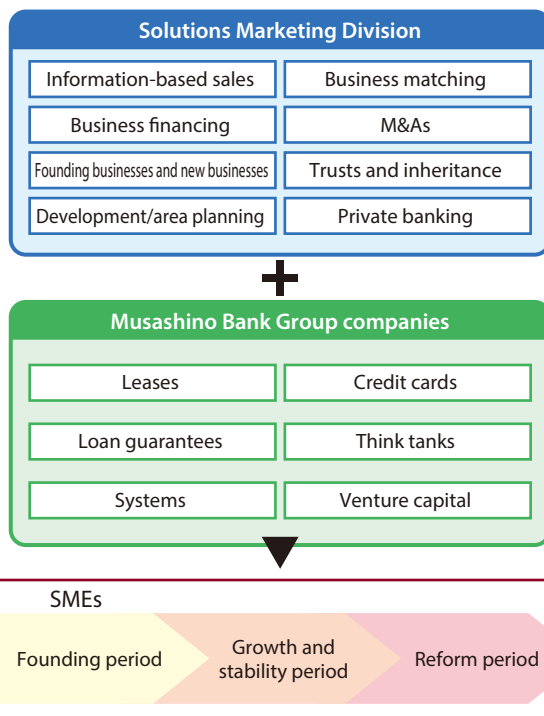 Solutions Marketing Division
Information-based sales
Business matching
Business financing
M&As
Founding businesses and new businesses
Trusts and inheritance
Development/area planning
Private banking
+
Musashino Bank Group companies
Leases
Credit cards
Loan guarantees
Think tanks
Systems
Venture capital
SMEs
Founding period
Growth and
stability period
Reform period